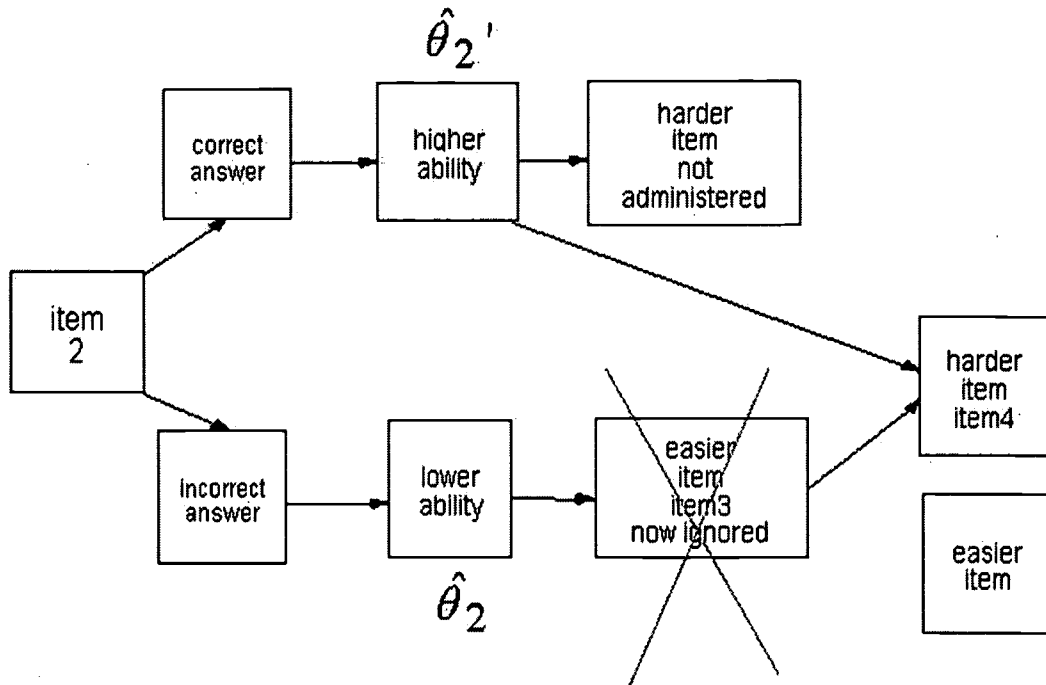 θ̂₂'
correct
answer
higher
ability
harder
item
not
administered
item
2
harder
item
item4
incorrect
answer
lower
ability
easier
item
item3
now ignored
easier
item
θ̂₂